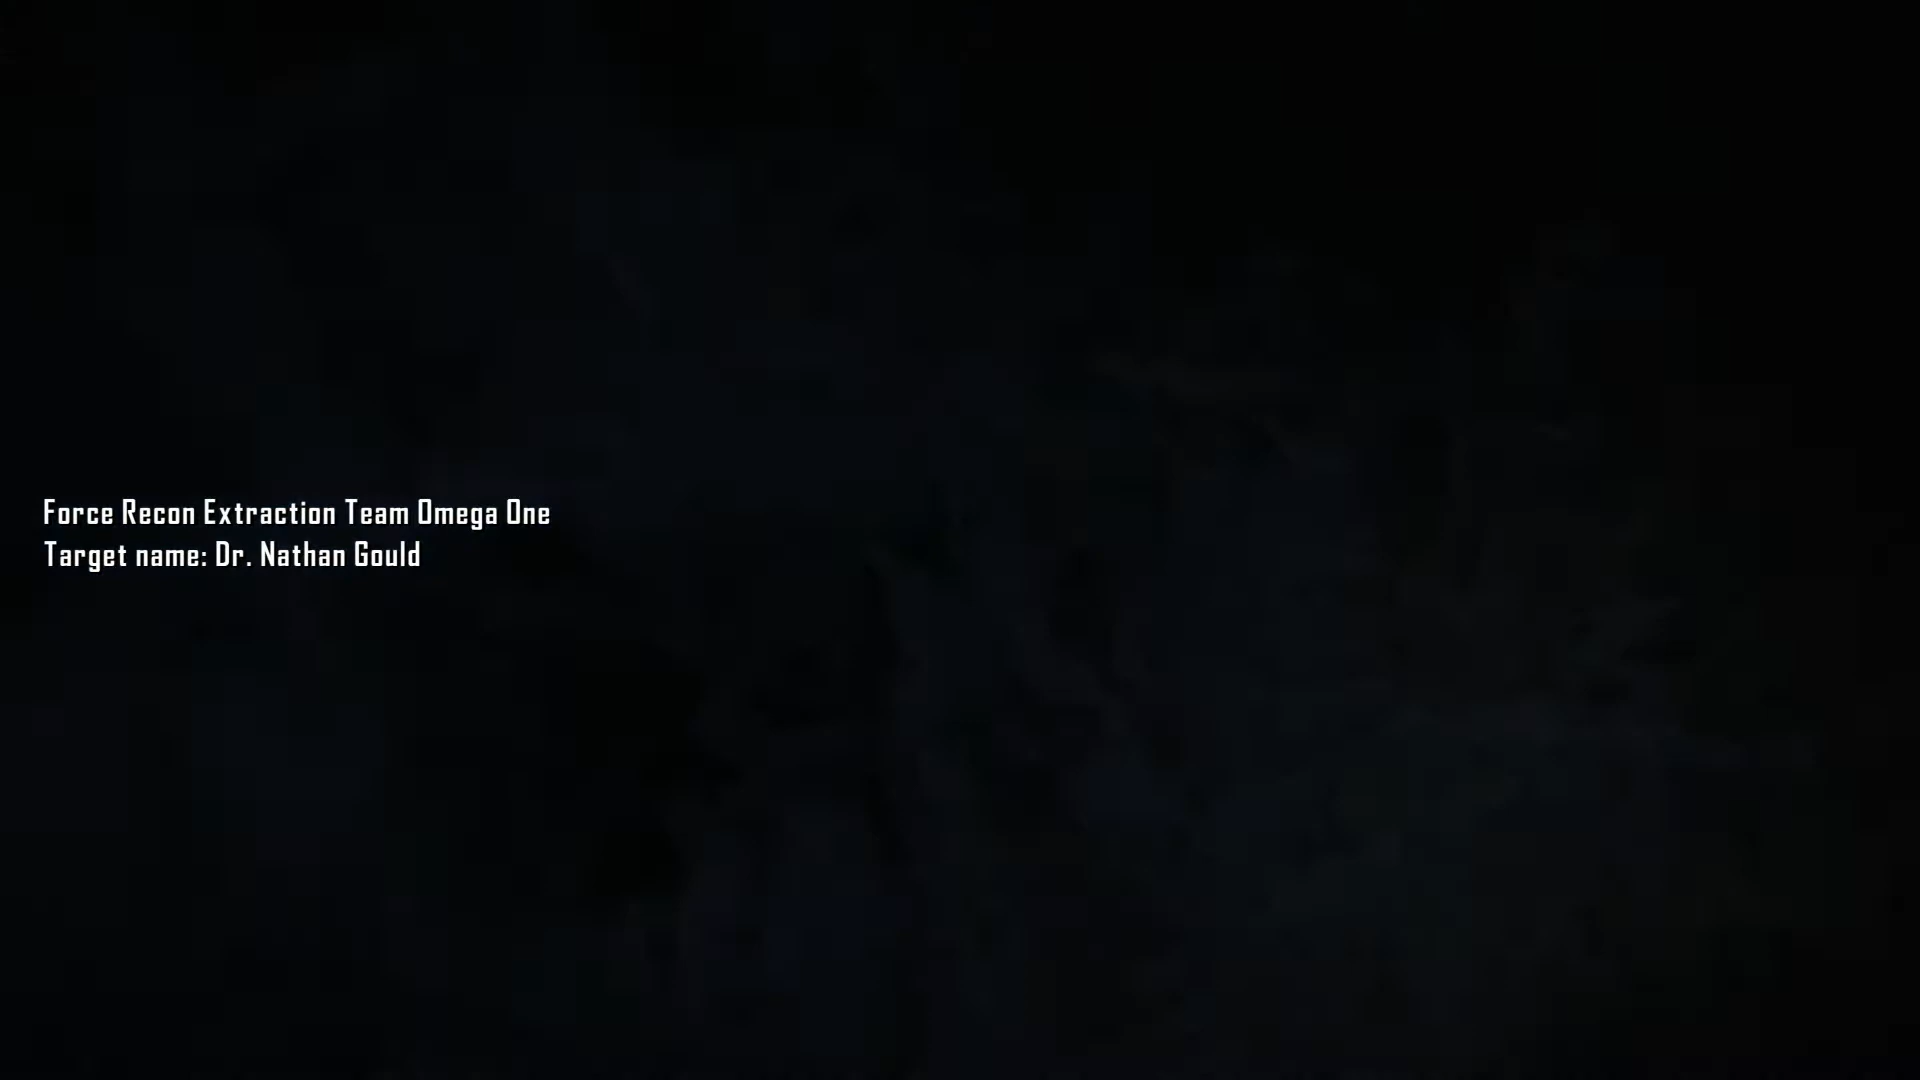 Force Recon Extraction Team Omega One
Target name: Dr. Nathan Gould